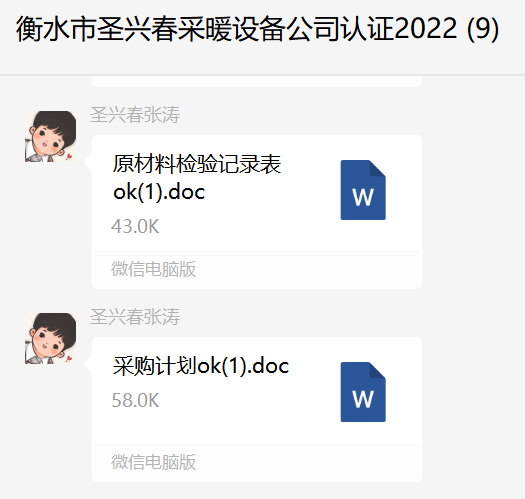 衡水市圣兴春采暖设备公司认证2022 (9)
圣兴春张涛
原材料检验记录表
ok(1).doc
W
43.0K
微信电脑版
圣兴春张涛
采购计划ok(1).doc
W
58.0K
微信电脑版